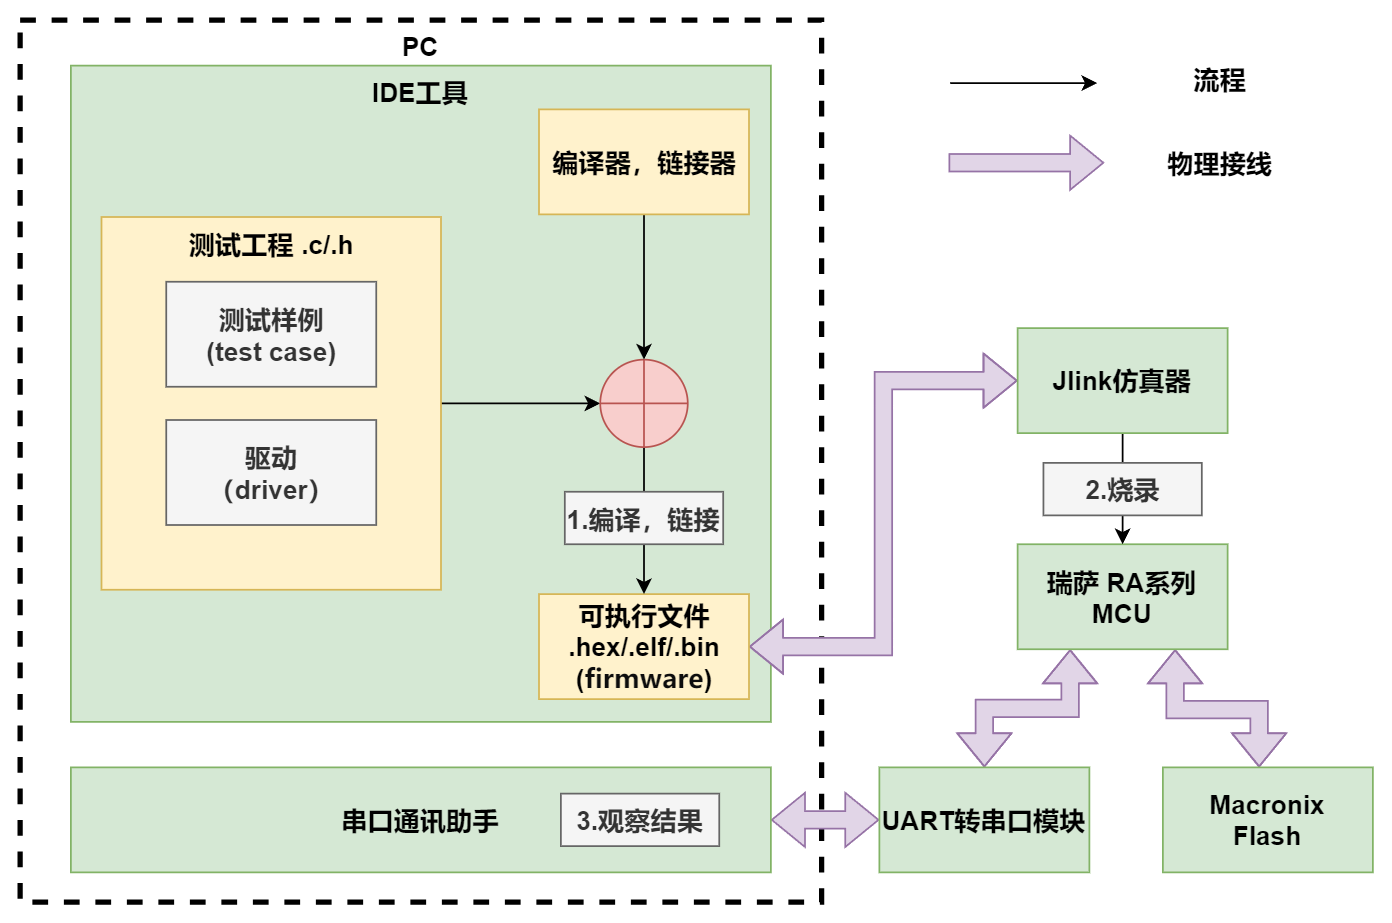 PC
IDE工具
编译器，链接器
测试工程 .c/.h
测试样例
(test case)
驱动
（driver）
1.编译，链接
可执行文件
.hex/.elf/.bin
(firmware)
串口通讯助手
3.观察结果
流程
物理接线
Jlink仿真器
2.烧录
瑞萨 RA系列
MCU
UART转串口模块
Macronix
Flash